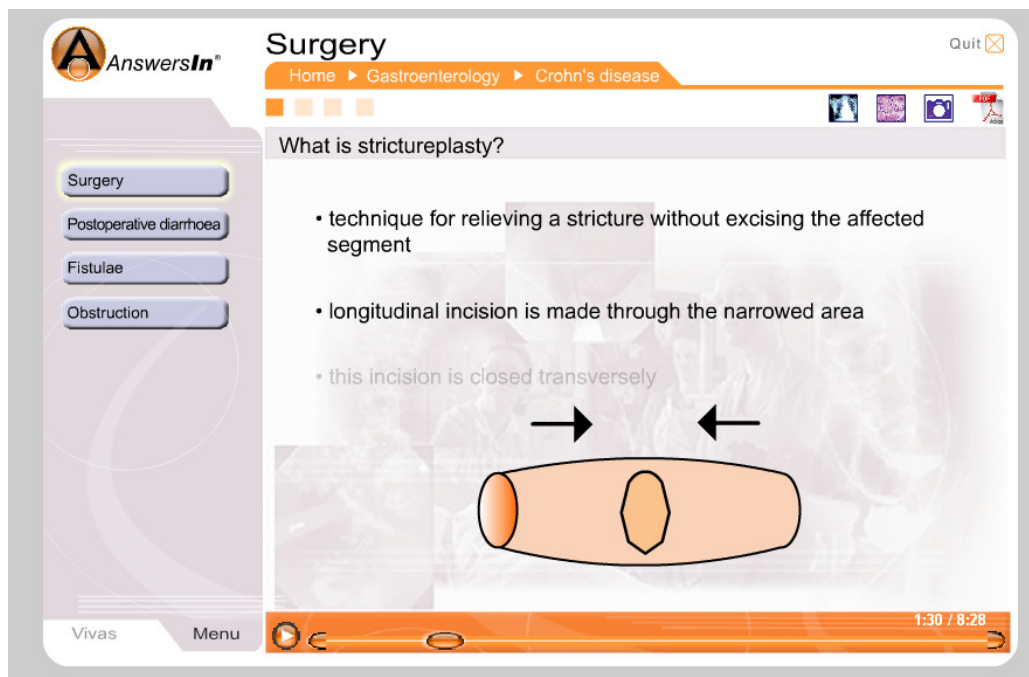 AnswersIn®
Surgery
Quit
Home ▶ Gastroenterology ▶ Crohn's disease
PDF
Adobe
What is strictureplasty?
Surgery
Postoperative diarrhoea
Fistulae
Obstruction
• technique for relieving a stricture without excising the affected
segment
• longitudinal incision is made through the narrowed area
• this incision is closed transversely
1:30 / 8:28
Vivas
Menu